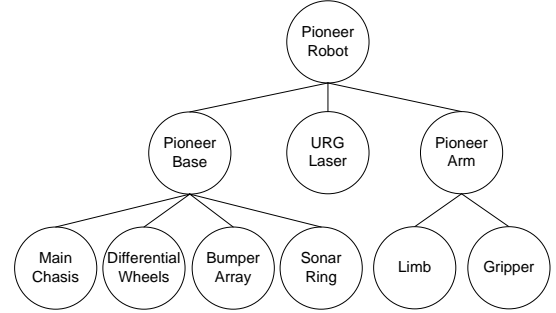 Pioneer
Robot
Pioneer
Base
URG
Laser
Pioneer
Arm
Main
Chasis
Differential
Wheels
Bumper
Array
Sonar
Ring
Limb
Gripper